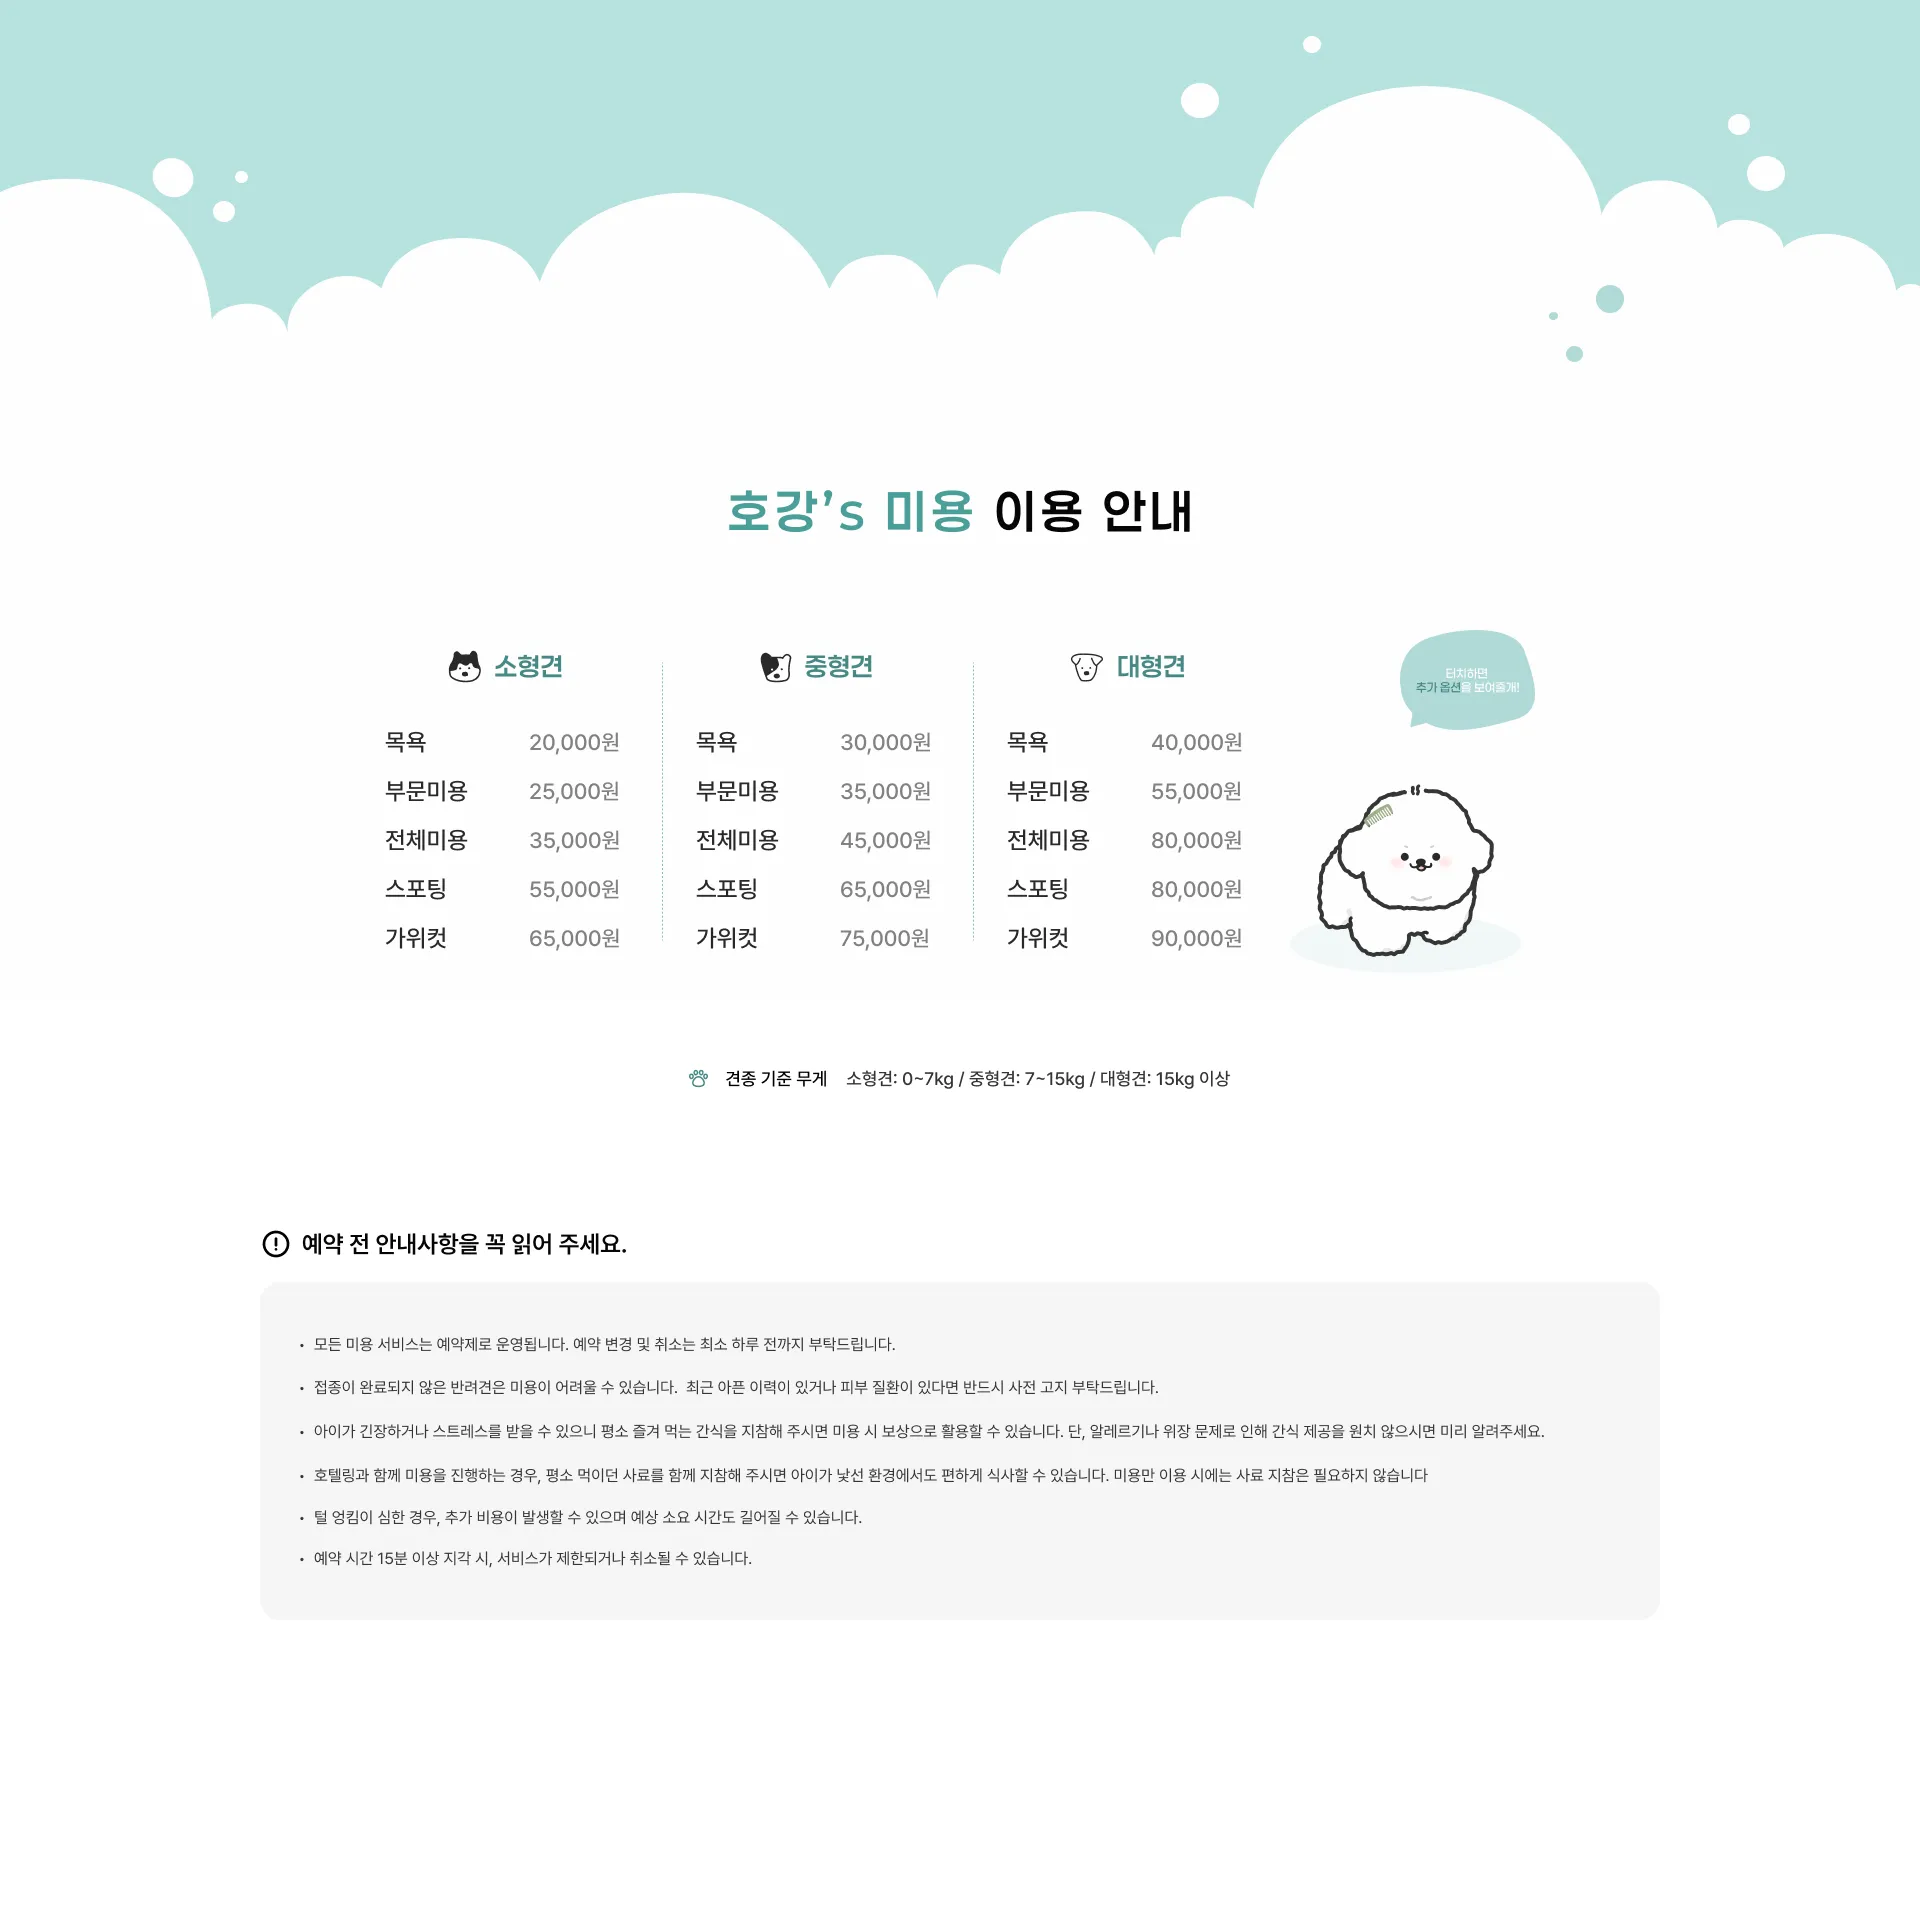 호강’s 미용 이용 안내
소형견
목욕 20,000원
부문미용 25,000원
전체미용 35,000원
스포팅 55,000원
가위컷 65,000원
중형견
목욕 30,000원
부문미용 35,000원
전체미용 45,000원
스포팅 65,000원
가위컷 75,000원
대형견
목욕 40,000원
부문미용 55,000원
전체미용 80,000원
스포팅 80,000원
가위컷 90,000원
터치하면
추가 옵션을 보여줄개!
견종 기준 무게 소형견: 0~7kg / 중형견: 7~15kg / 대형견: 15kg 이상
예약 전 안내사항을 꼭 읽어 주세요.
• 모든 미용 서비스는 예약제로 운영됩니다. 예약 변경 및 취소는 최소 하루 전까지 부탁드립니다.
• 접종이 완료되지 않은 반려견은 미용이 어려울 수 있습니다. 최근 아픈 이력이 있거나 피부 질환이 있다면 반드시 사전 고지 부탁드립니다.
• 아이가 긴장하거나 스트레스를 받을 수 있으니 평소 즐겨 먹는 간식을 지참해 주시면 미용 시 보상으로 활용할 수 있습니다. 단, 알레르기나 위장 문제로 인해 간식 제공을 원치 않으시면 미리 알려주세요.
• 호텔링과 함께 미용을 진행하는 경우, 평소 먹이던 사료를 함께 지참해 주시면 아이가 낯선 환경에서도 편하게 식사할 수 있습니다. 미용만 이용 시에는 사료 지참은 필요하지 않습니다
• 털 엉킴이 심한 경우, 추가 비용이 발생할 수 있으며 예상 소요 시간도 길어질 수 있습니다.
• 예약 시간 15분 이상 지각 시, 서비스가 제한되거나 취소될 수 있습니다.